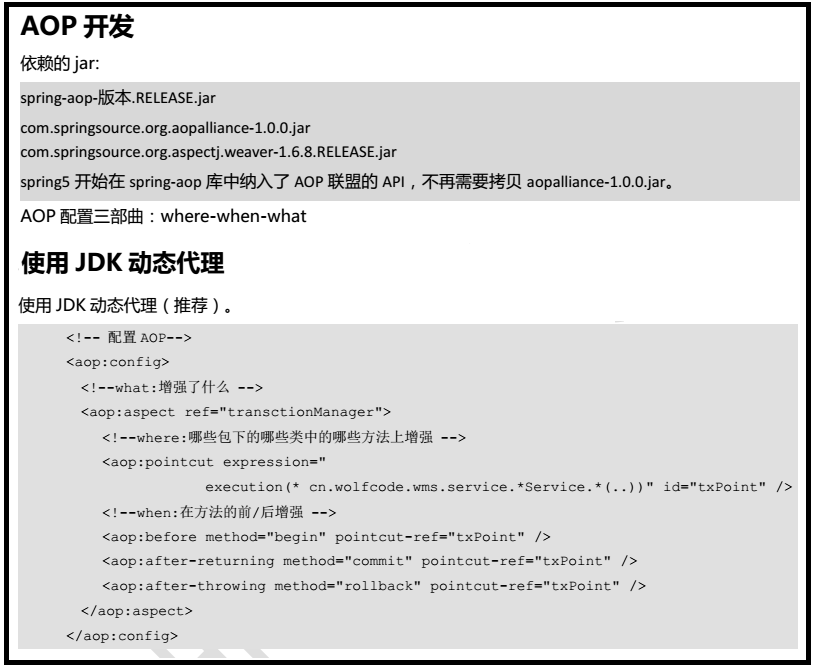 AOP 开发
依赖的 jar:
spring-aop-版本.RELEASE.jar
com.springsource.org.aopalliance-1.0.0.jar
com.springsource.org.aspectj.weaver-1.6.8.RELEASE.jar
spring5 开始在 spring-aop 库中纳入了 AOP 联盟的 API，不再需要拷贝 aopalliance-1.0.0.jar。
AOP 配置三部曲：where-when-what
使用 JDK 动态代理
使用 JDK 动态代理（推荐）。
<!-- 配置 AOP-->
<aop:config>
<!--what:增强了什么 -->
<aop:aspect ref="transctionManager">
<!--where:哪些包下的哪些类中的哪些方法上增强 -->
<aop:pointcut expression="
execution(* cn.wolfcode.wms.service.*Service.*(..))" id="txPoint" />
<!--when:在方法的前/后增强 -->
<aop:before method="begin" pointcut-ref="txPoint" />
<aop:after-returning method="commit" pointcut-ref="txPoint" />
<aop:after-throwing method="rollback" pointcut-ref="txPoint" />
</aop:aspect>
</aop:config>